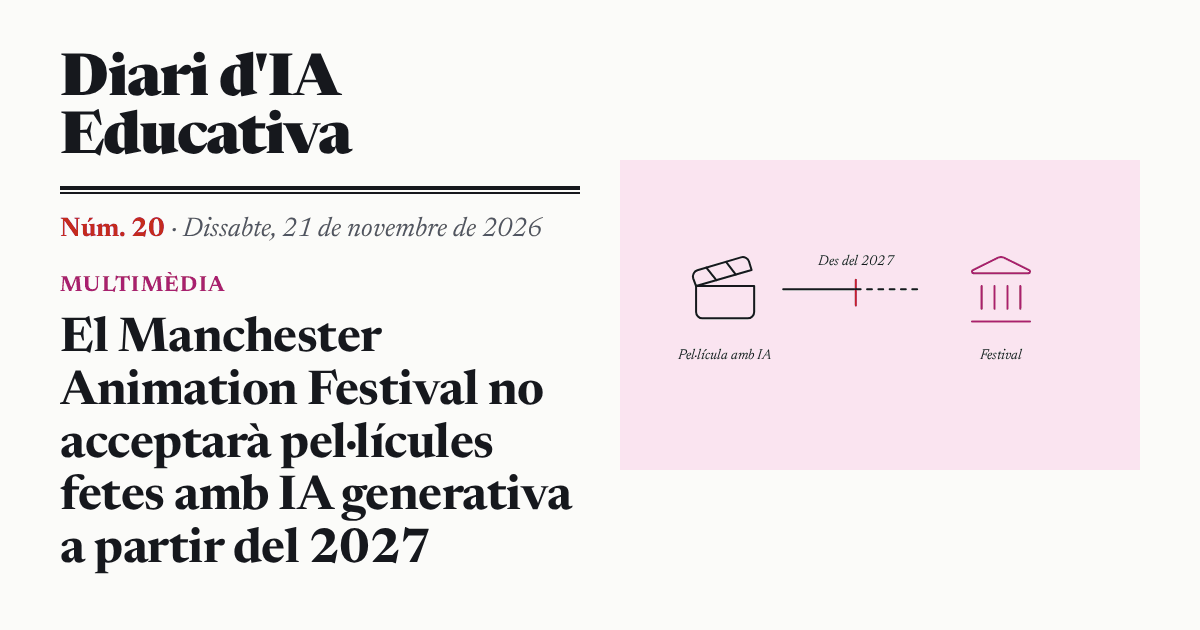 Diari d'IA
Educativa
Núm. 20 · Dissabte, 21 de novembre de 2026
MULTIMÈDIA
El Manchester
Animation Festival no
acceptarà pel·lícules
fetes amb IA generativa
a partir del 2027
Des del 2027
Pel·lícula amb IA
Festival